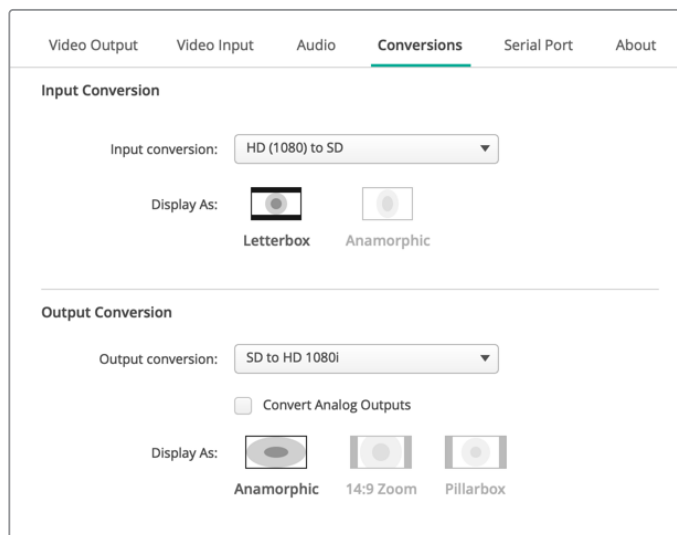 Video Output Video Input Audio Conversions Serial Port About
Input Conversion
Input conversion: HD (1080) to SD
Display As:
Letterbox Anamorphic
Output Conversion
Output conversion: SD to HD 1080i
Convert Analog Outputs
Display As:
Anamorphic 14:9 Zoom Pillarbox